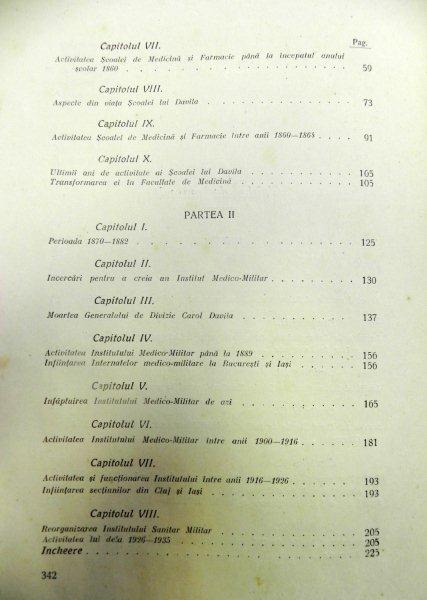 Pag.
Capitolul VII.
Activitatea Școalei de Medicină și Farmacie până la începutul anului
școlar 1860 59
Capitolul VIII.
Aspecte din viața Școalei lui Davila 73
Capitolul IX.
Activitatea Școalei de Medicină și Farmacie între anii 1860—1868 91
Capitolul X.
Ultimii ani de activitate ai Școalei lui Davila 105
Transformarea ei în Facultate de Medicină 105
PARTEA II
Capitolul I.
Perioada 1870—1882 125
Capitolul II.
Incercări pentru a creia un Institut Medico-Militar 130
Capitolul III.
Moartea Generalului de Divizie Carol Davila 137
Capitolul IV.
Activitatea Institutului Medico-Militar până la 1889 156
Inființarea Internatelor medico-militare la București și Iași 156
Capitolul V.
Infăptuirea Institutului Medico-Militar de azi 165
Capitolul VI.
Activitatea Institutului Medico-Militar între anii 1900—1916 181
Capitolul VII.
Activitatea și funcționarea Institutului între anii 1916—1926 193
Inființarea secțiunilor din Cluj și Iași 193
Capitolul VIII.
Reorganizarea Institutului Sanitar Militar 205
Activitatea lui dela 1926—1935 205
Incheere 225
342